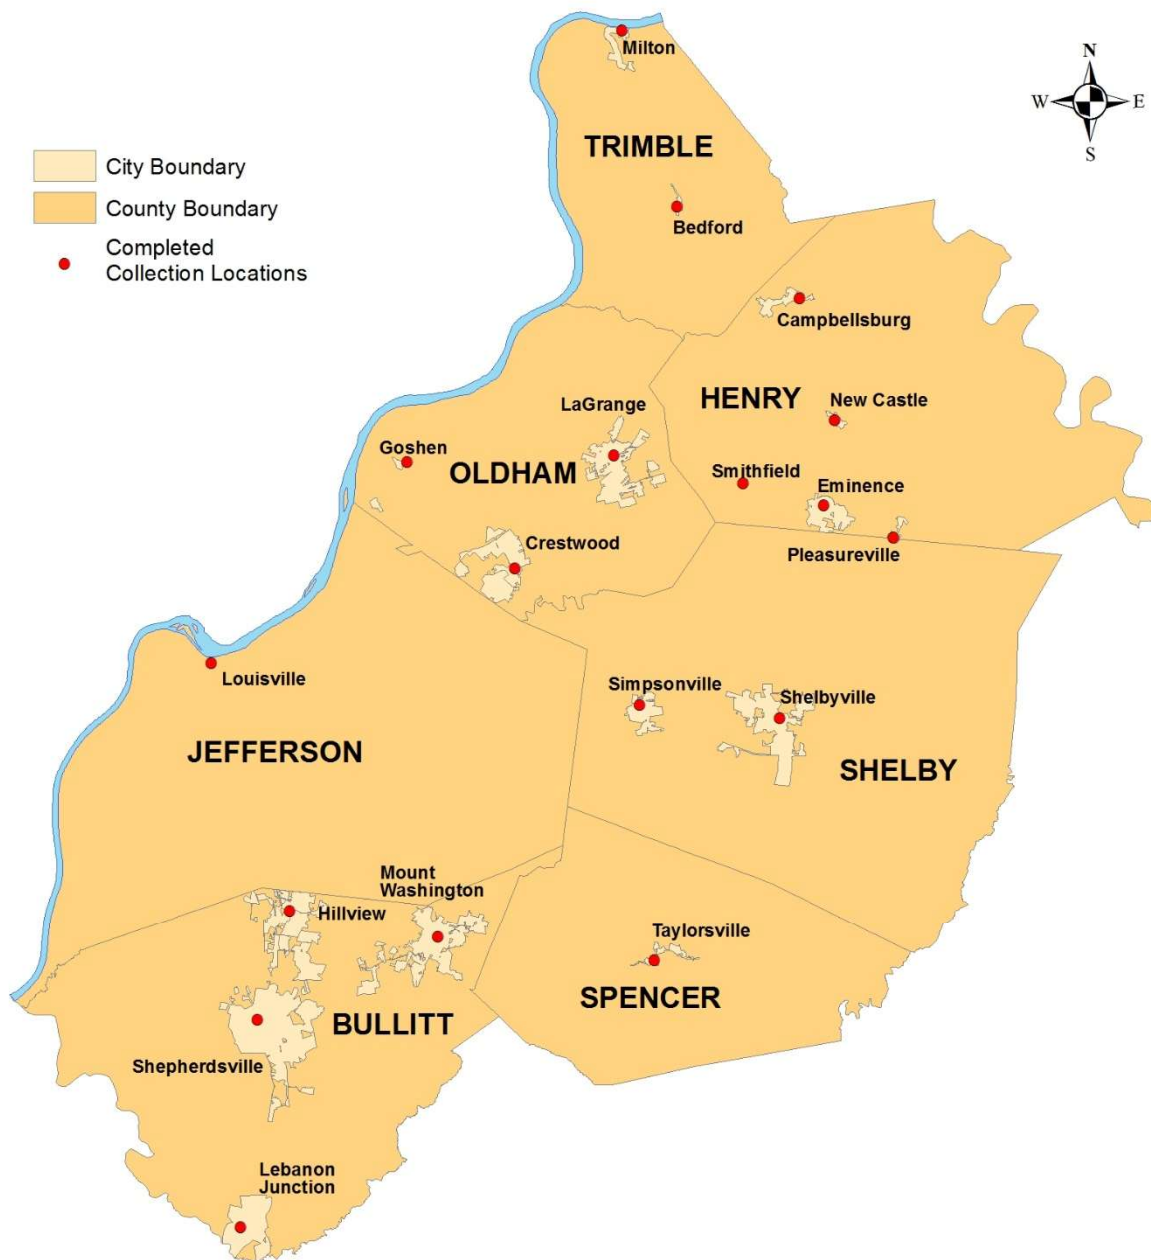 Milton
N
W
E
S
TRIMBLE
City Boundary
County Boundary
Completed
Collection Locations
Bedford
Campbellsburg
HENRY
New Castle
LaGrange
Goshen
OLDHAM
Smithfield
Eminence
Crestwood
Pleasureville
Louisville
Simpsonville
Shelbyville
JEFFERSON
SHELBY
Mount
Washington
Hillview
Taylorsville
SPENCER
BULLITT
Shepherdsville
Lebanon
Junction